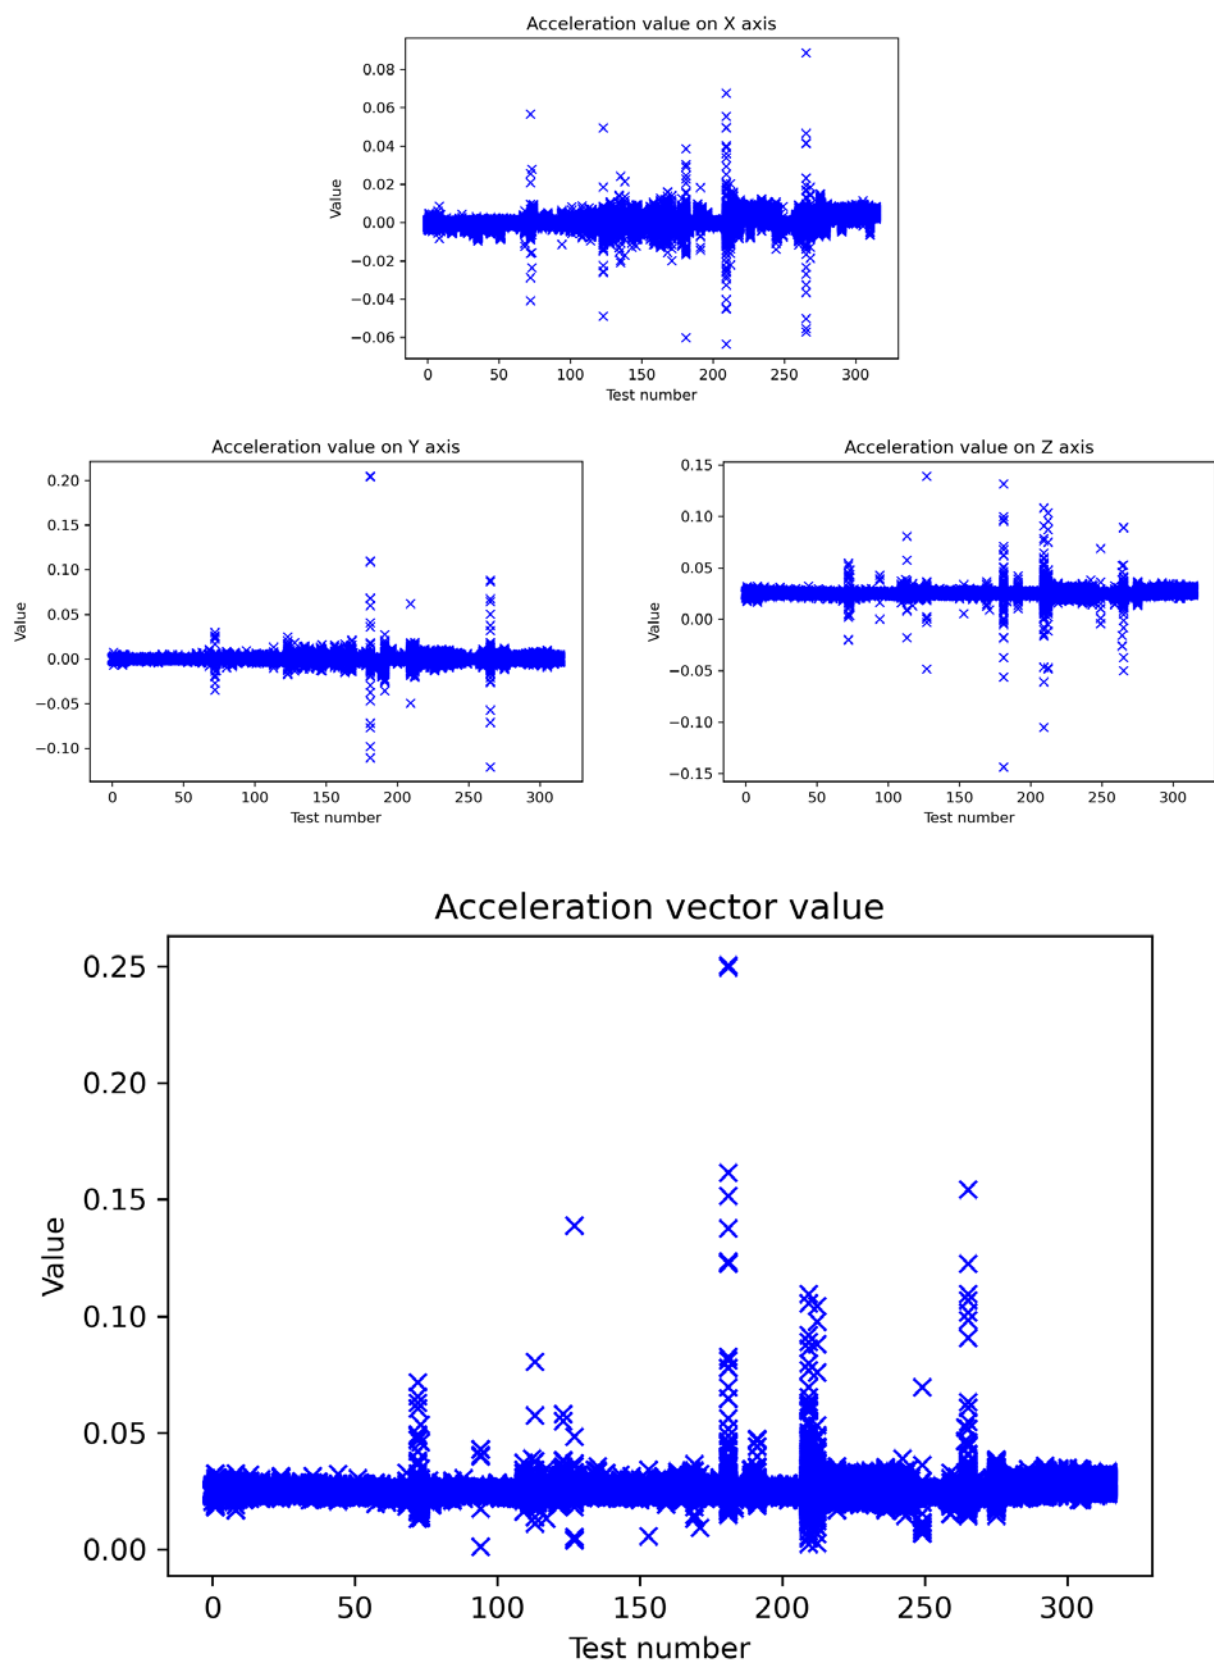 Acceleration value on X axis
0.08
0.06
0.04
0.02
0.00
−0.02
−0.04
−0.06
Value
0 50 100 150 200 250 300
Test number
Acceleration value on Y axis
0.20
0.15
0.10
0.05
0.00
−0.05
−0.10
Value
0 50 100 150 200 250 300
Test number
Acceleration value on Z axis
0.15
0.10
0.05
0.00
−0.05
−0.10
−0.15
Value
0 50 100 150 200 250 300
Test number
Acceleration vector value
0.25
0.20
0.15
0.10
0.05
0.00
Value
0 50 100 150 200 250 300
Test number